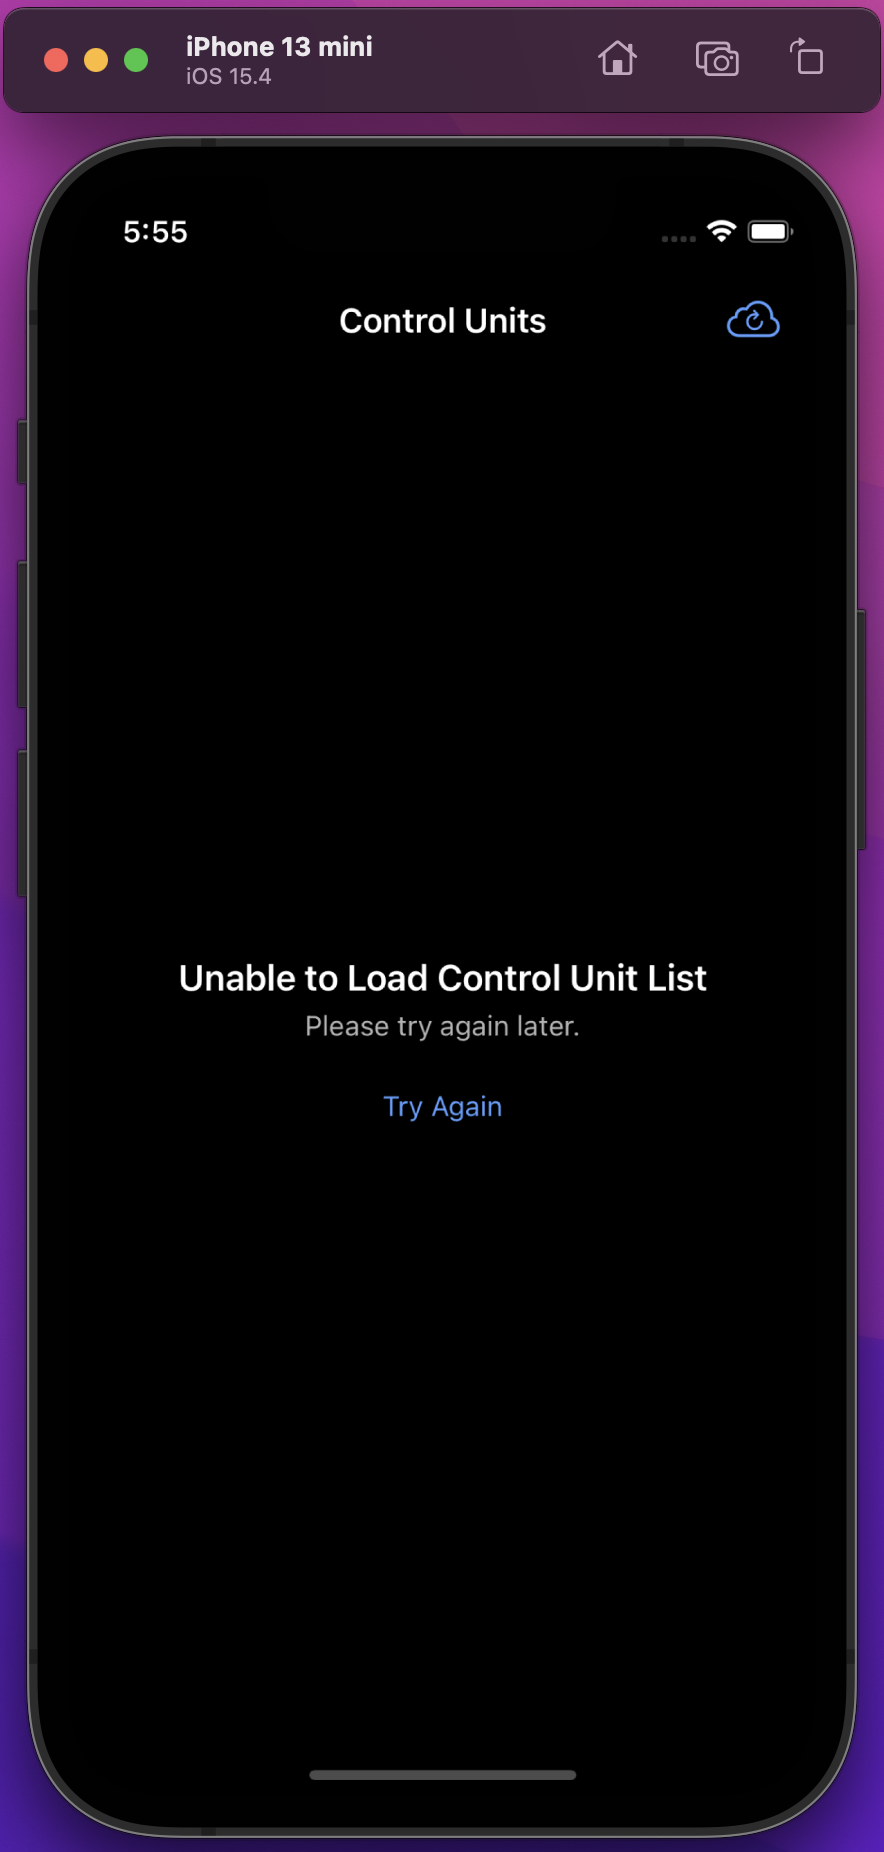 iPhone 13 mini
iOS 15.4
5:55
Control Units
Unable to Load Control Unit List
Please try again later.
Try Again